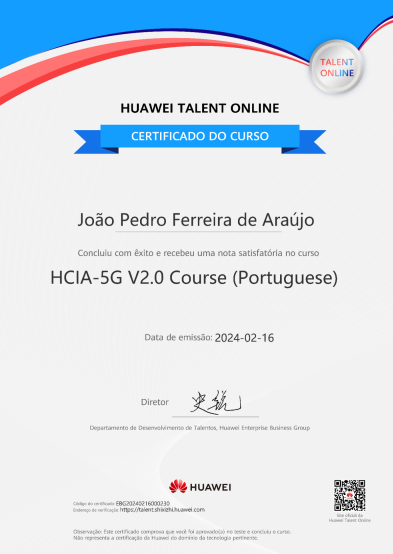 TALENT
ONLINE
HUAWEI TALENT ONLINE
CERTIFICADO DO CURSO
João Pedro Ferreira de Araújo
Concluiu com êxito e recebeu uma nota satisfatória no curso
HCIA-5G V2.0 Course (Portuguese)
Data de emissão: 2024-02-16
Diretor
Departamento de Desenvolvimento de Talentos, Huawei Enterprise Business Group
HUAWEI
Código do certificado: EBG20240216000230
Endereço da verificação: https://talent.shixizhi.huawei.com
Site oficial da
Huawei Talent Online
Observação: Este certificado comprova que você foi aprovado(a) no teste e concluiu o curso.
Não representa a certificação da Huawei do domínio da tecnologia pertinente.